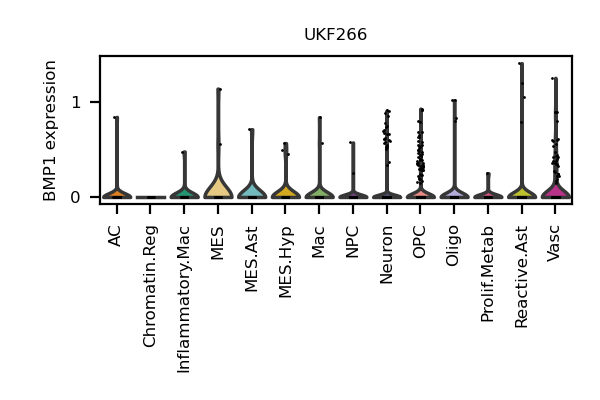 UKF266
BMP1 expression
1
0
AC
Chromatin.Reg
Inflammatory.Mac
MES
MES.Ast
MES.Hyp
Mac
NPC
Neuron
OPC
Oligo
Prolif.Metab
Reactive.Ast
Vasc